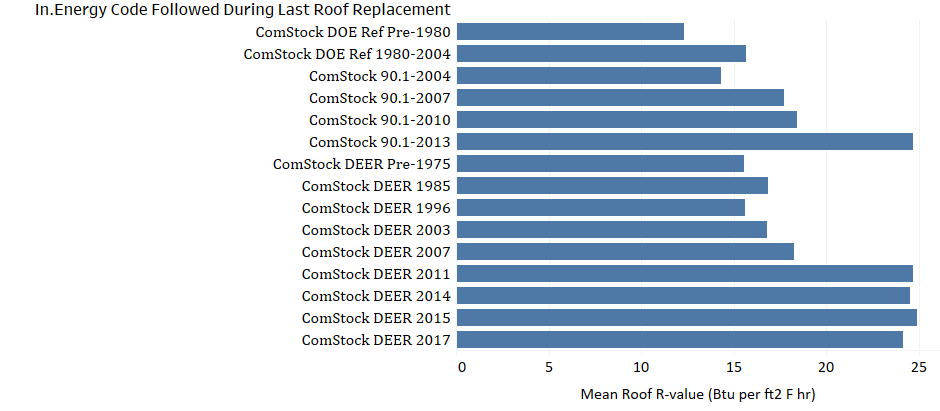 In.Energy Code Followed During Last Roof Replacement
ComStock DOE Ref Pre-1980
ComStock DOE Ref 1980-2004
ComStock 90.1-2004
ComStock 90.1-2007
ComStock 90.1-2010
ComStock 90.1-2013
ComStock DEER Pre-1975
ComStock DEER 1985
ComStock DEER 1996
ComStock DEER 2003
ComStock DEER 2007
ComStock DEER 2011
ComStock DEER 2014
ComStock DEER 2015
ComStock DEER 2017
0 5 10 15 20 25
Mean Roof R-value (Btu per ft2 F hr)